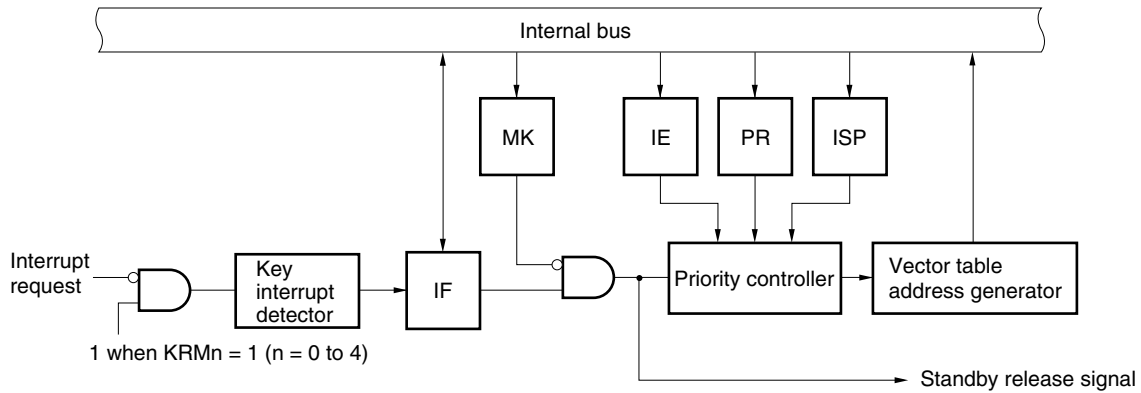 Internal bus
MK
IE
PR
ISP
Interrupt
request
Key
interrupt
detector
IF
Priority controller
Vector table
address generator
1 when KRMn = 1 (n = 0 to 4)
Standby release signal